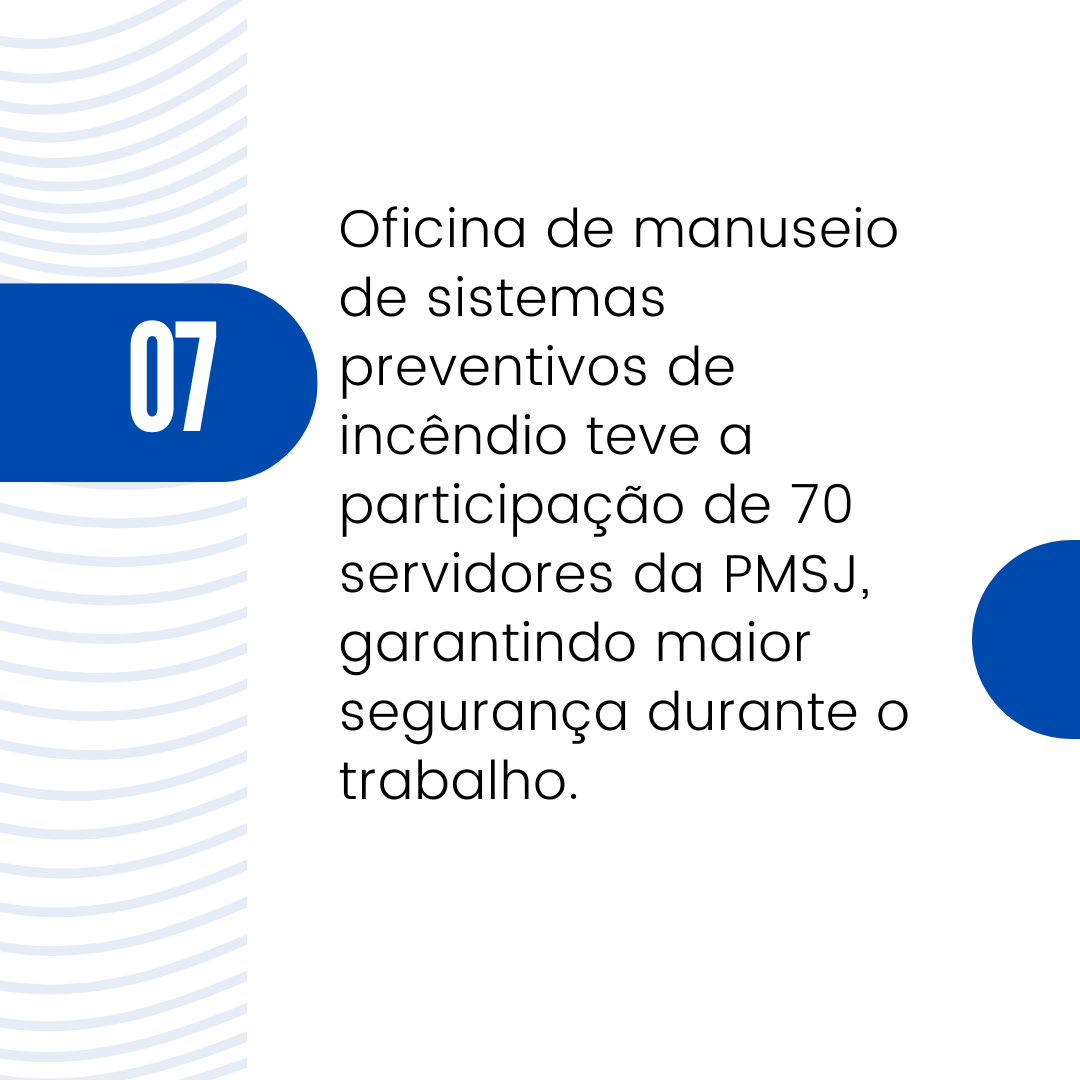 07
Oficina de manuseio
de sistemas
preventivos de
incêndio teve a
participação de 70
servidores da PMSJ,
garantindo maior
segurança durante o
trabalho.